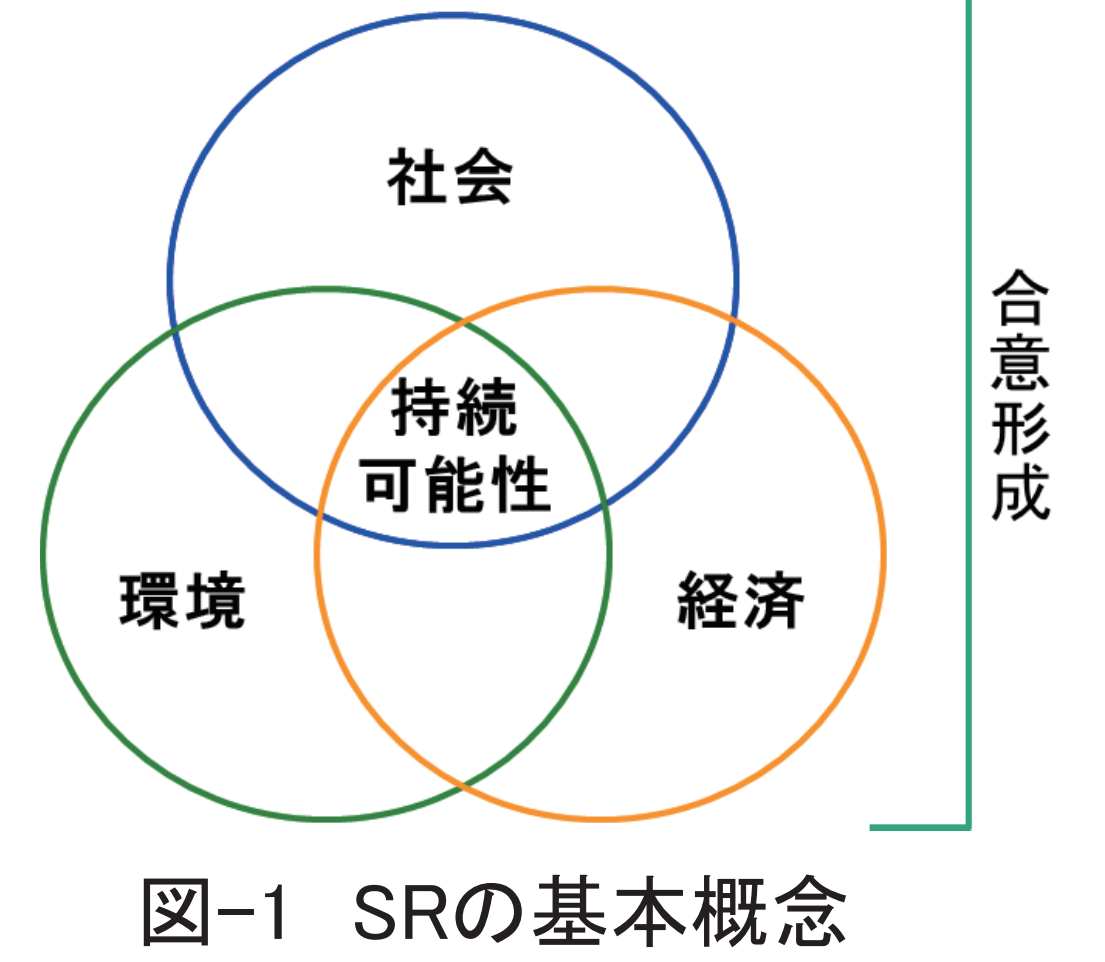 社会
持続
可能性
環境
経済
合意形成
図-1 SRの基本概念